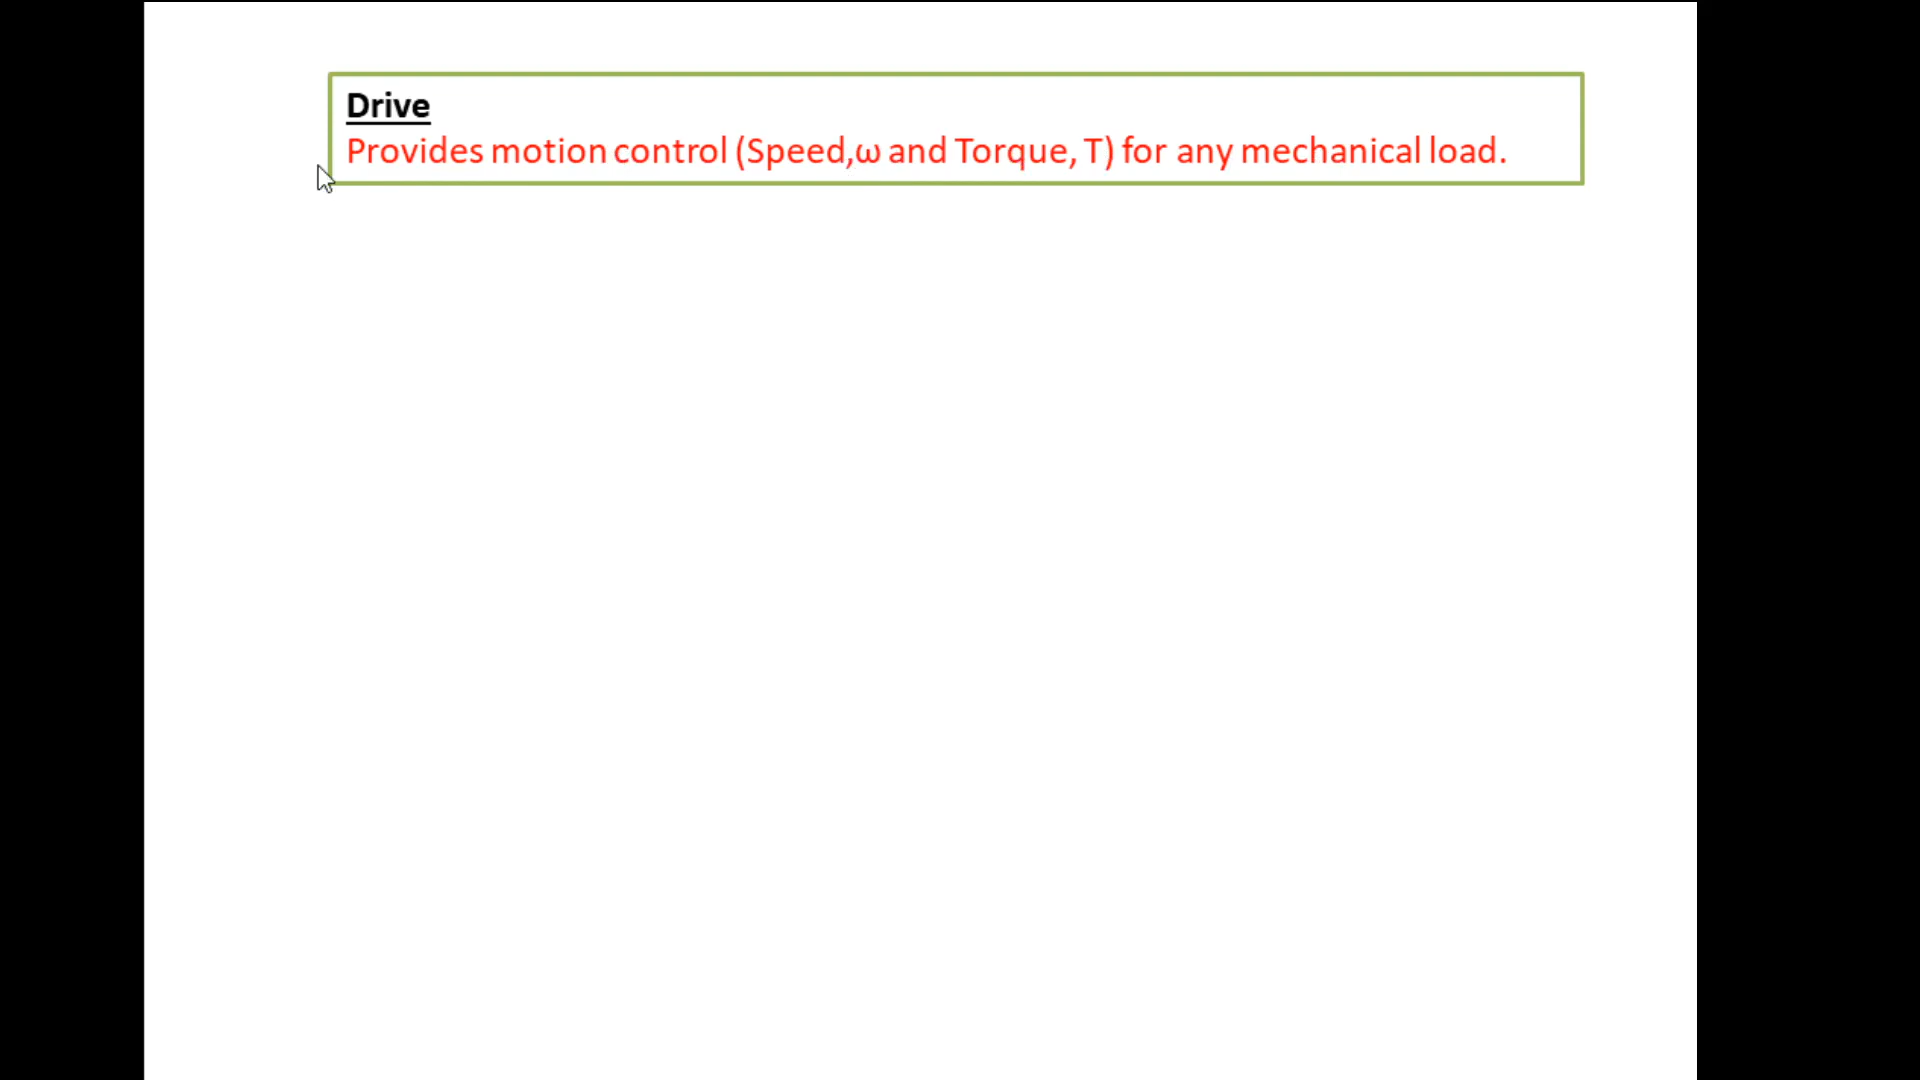 Drive
Provides motion control (Speed,ω and Torque, T) for any mechanical load.